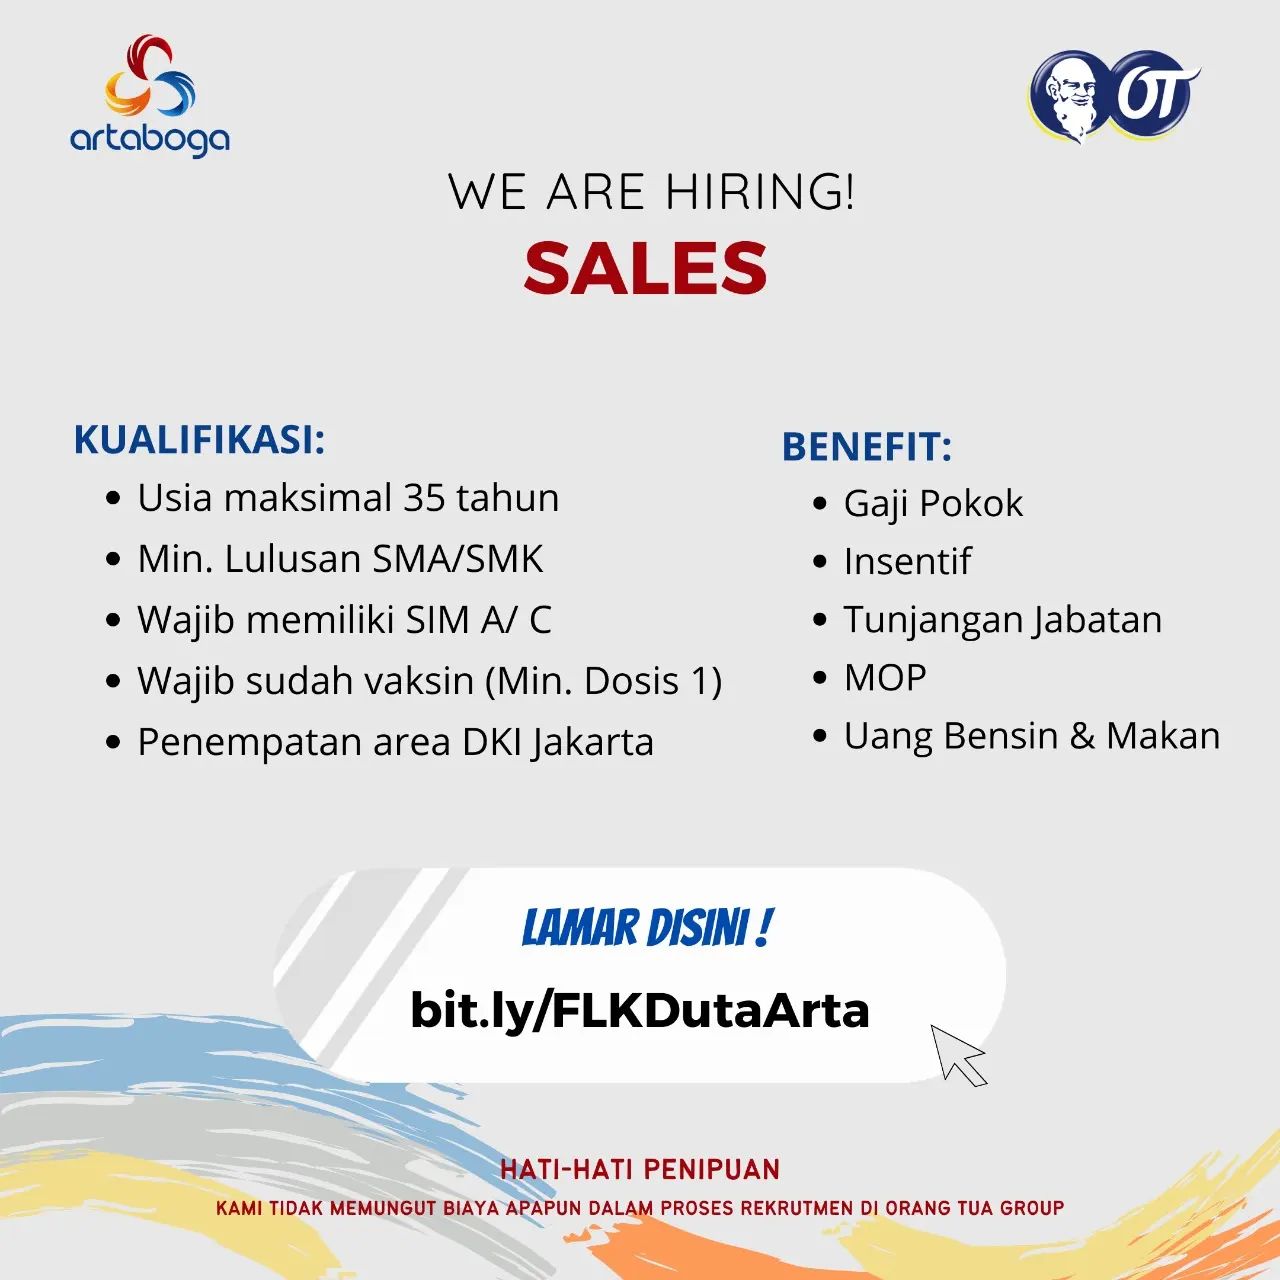 artaboga
OT
WE ARE HIRING!
SALES
KUALIFIKASI:
• Usia maksimal 35 tahun
• Min. Lulusan SMA/SMK
• Wajib memiliki SIM A/ C
• Wajib sudah vaksin (Min. Dosis 1)
• Penempatan area DKI Jakarta
BENEFIT:
• Gaji Pokok
• Insentif
• Tunjangan Jabatan
• MOP
• Uang Bensin & Makan
LAMAR DISINI !
bit.ly/FLKDutaArta
HATI-HATI PENIPUAN
KAMI TIDAK MEMUNGUT BIAYA APAPUN DALAM PROSES REKRUTMEN DI ORANG TUA GROUP